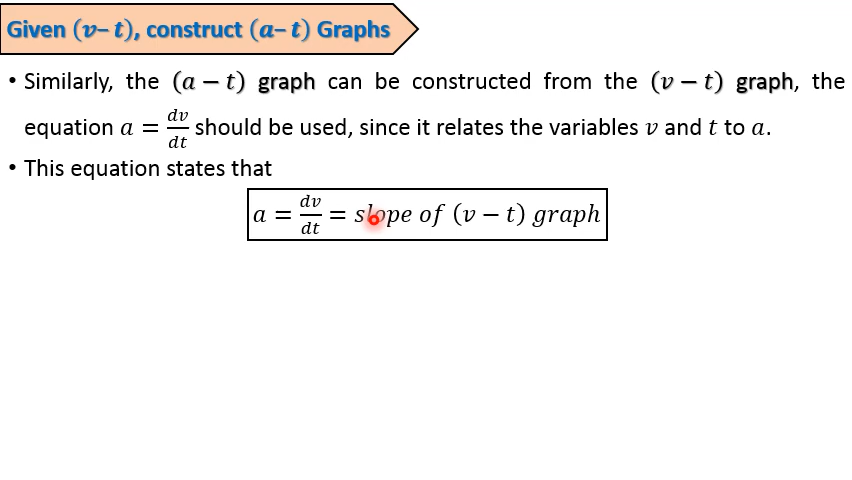 Given (v– t), construct (a– t) Graphs
• Similarly, the (a − t) graph can be constructed from the (v − t) graph, the
equation a = dv/dt should be used, since it relates the variables v and t to a.
• This equation states that
a = dv/dt = slope of (v − t) graph